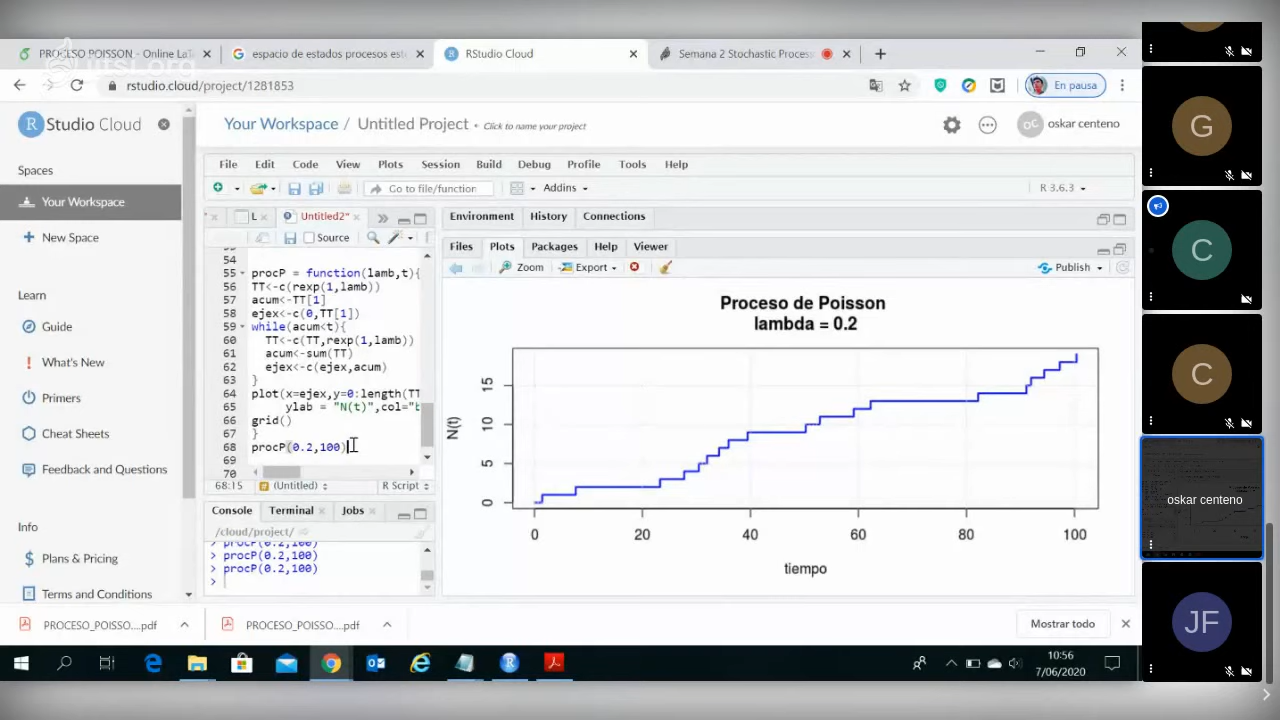 PROCESO POISSON - Online LaTe
espacio de estados procesos esto
RStudio Cloud
Semana 2 Stochastic Process
rstudio.cloud/project/1281853
En pausa
Studio Cloud
Your Workspace / Untitled Project
Click to name your project
OC
oskar centeno
Spaces
Your Workspace
New Space
Learn
Guide
What's New
Primers
Cheat Sheets
Feedback and Questions
Info
Plans & Pricing
Terms and Conditions
File Edit Code View Plots Session Build Debug Profile Tools Help
Go to file/function
Addins
R 3.6.3
L
Untitled2*
Source
54
55 procP = function(lamb,t){
56 TT<-c(rexp(1,lamb))
57 acum<-TT[1]
58 ejex<-c(0,TT[1])
59 while(acum<t){
60 TT<-c(TT,rexp(1,lamb))
61 acum<-sum(TT)
62 ejex<-c(ejex,acum)
63 }
64 plot(x=ejex,y=0:length(TT
65 ylab = "N(t)",col="b
66 grid()
67 }
68 procP(0.2,100)
69
70
68:15
(Untitled)
R Script
Console Terminal Jobs
/cloud/project/
> procP(0.2,100)
> procP(0.2,100)
> procP(0.2,100)
>
Environment History Connections
Files Plots Packages Help Viewer
Zoom
Export
Publish
Proceso de Poisson
lambda = 0.2
N(t)
15
10
5
0
0 20 40 60 80 100
tiempo
PROCESO_POISSO....pdf
PROCESO_POISSO....pdf
Mostrar todo
10:56
7/06/2020
G
C
C
oskar centeno
JF